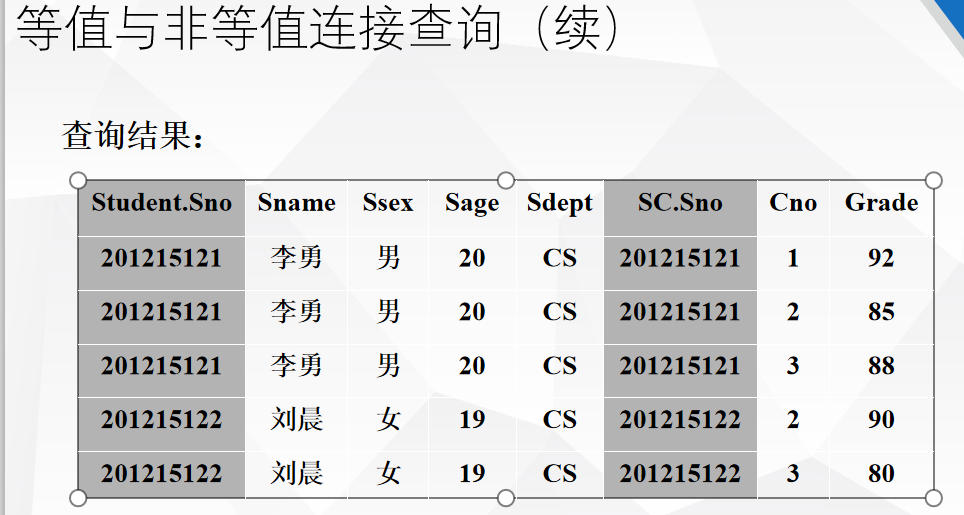 等值与非等值连接查询（续）
查询结果：
Student.Sno Sname Ssex Sage Sdept SC.Sno Cno Grade
201215121 李勇 男 20 CS 201215121 1 92
201215121 李勇 男 20 CS 201215121 2 85
201215121 李勇 男 20 CS 201215121 3 88
201215122 刘晨 女 19 CS 201215122 2 90
201215122 刘晨 女 19 CS 201215122 3 80